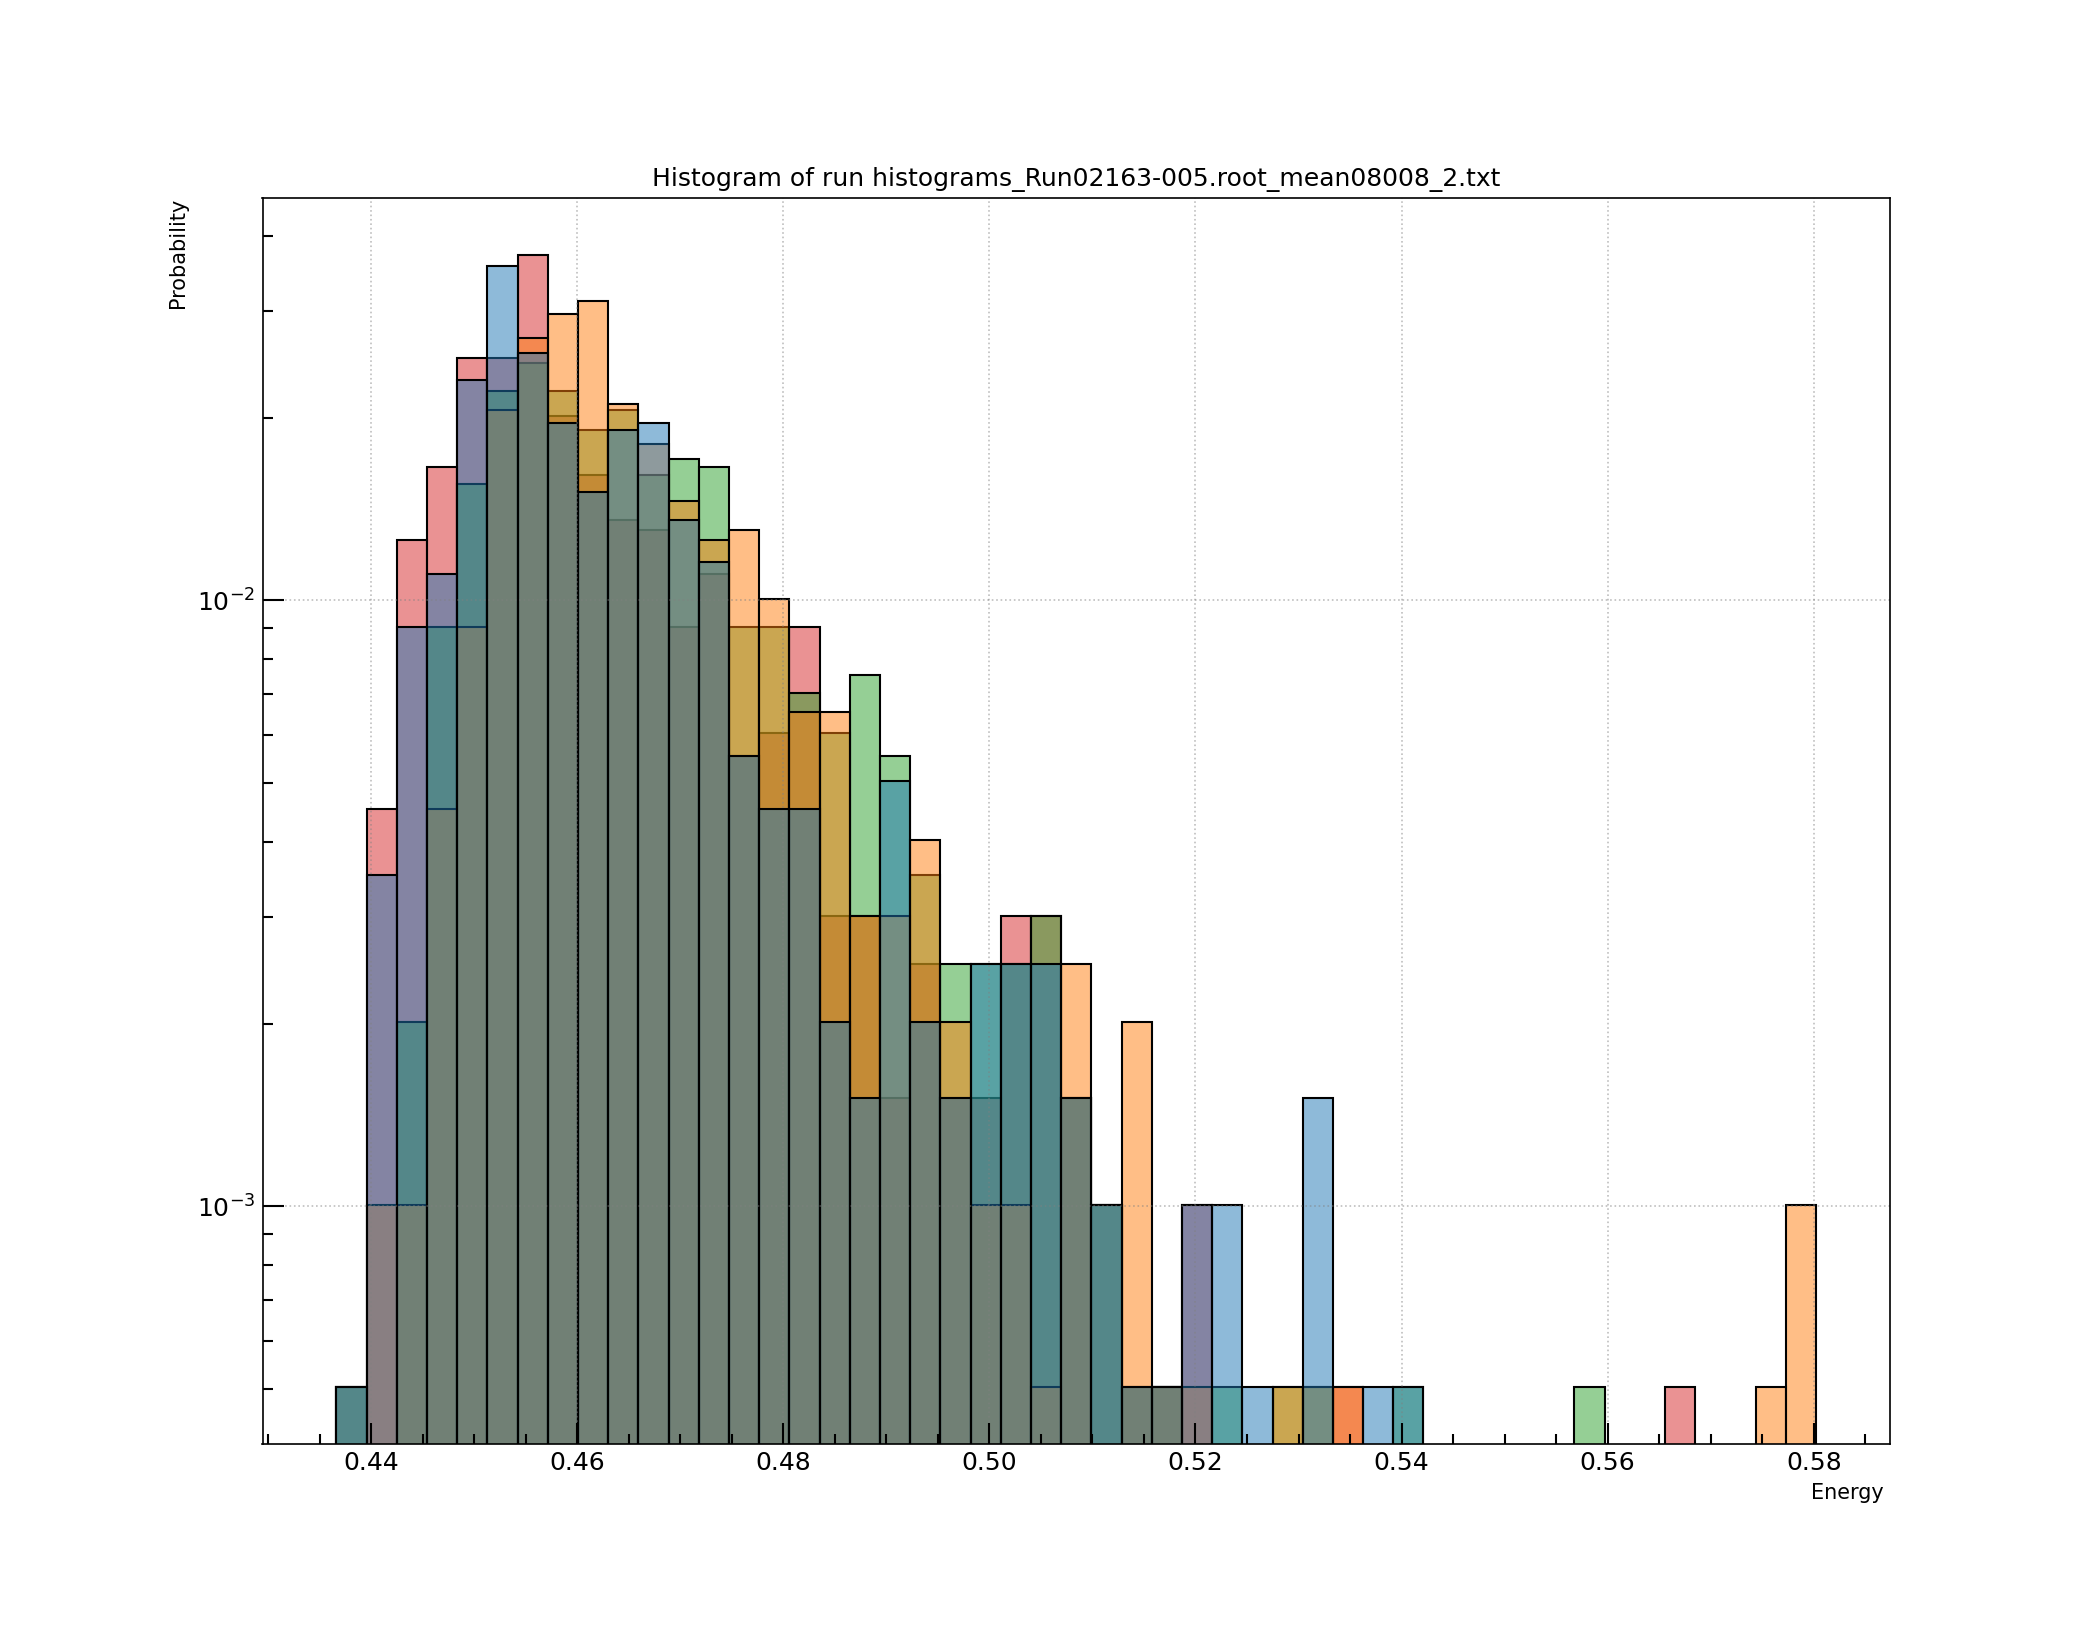 Histogram of run histograms_Run02163-005.root_mean08008_2.txt
Probability
10⁻²
10⁻³
0.44 0.46 0.48 0.50 0.52 0.54 0.56 0.58
Energy